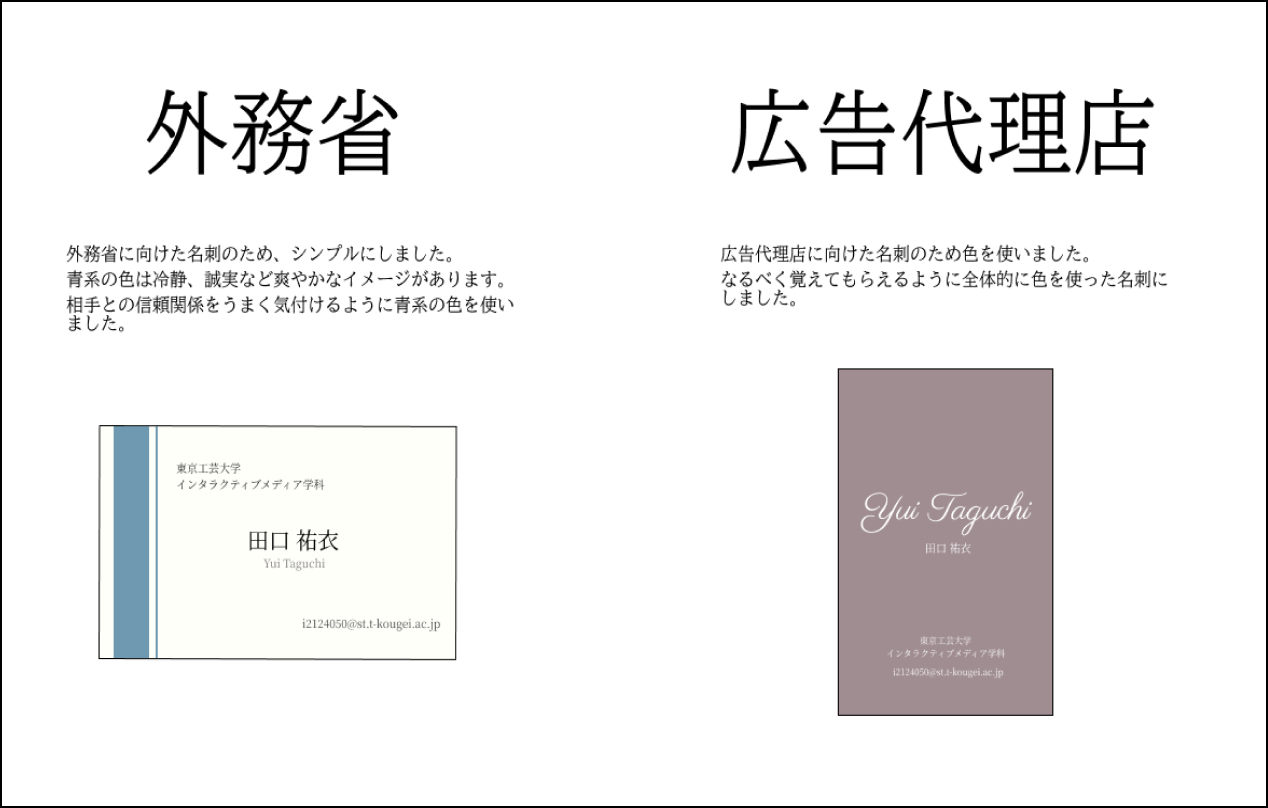 外務省
外務省に向けた名刺のため、シンプルにしました。
青系の色は冷静、誠実など爽やかなイメージがあります。
相手との信頼関係をうまく気付けるように青系の色を使い
ました。
東京工芸大学
インタラクティブメディア学科
田口 祐衣
Yui Taguchi
i2124050@st.t-kougei.ac.jp
広告代理店
広告代理店に向けた名刺のため色を使いました。
なるべく覚えてもらえるように全体的に色を使った名刺に
しました。
Yui Taguchi
田口 祐衣
東京工芸大学
インタラクティブメディア学科
i2124050@st.t-kougei.ac.jp